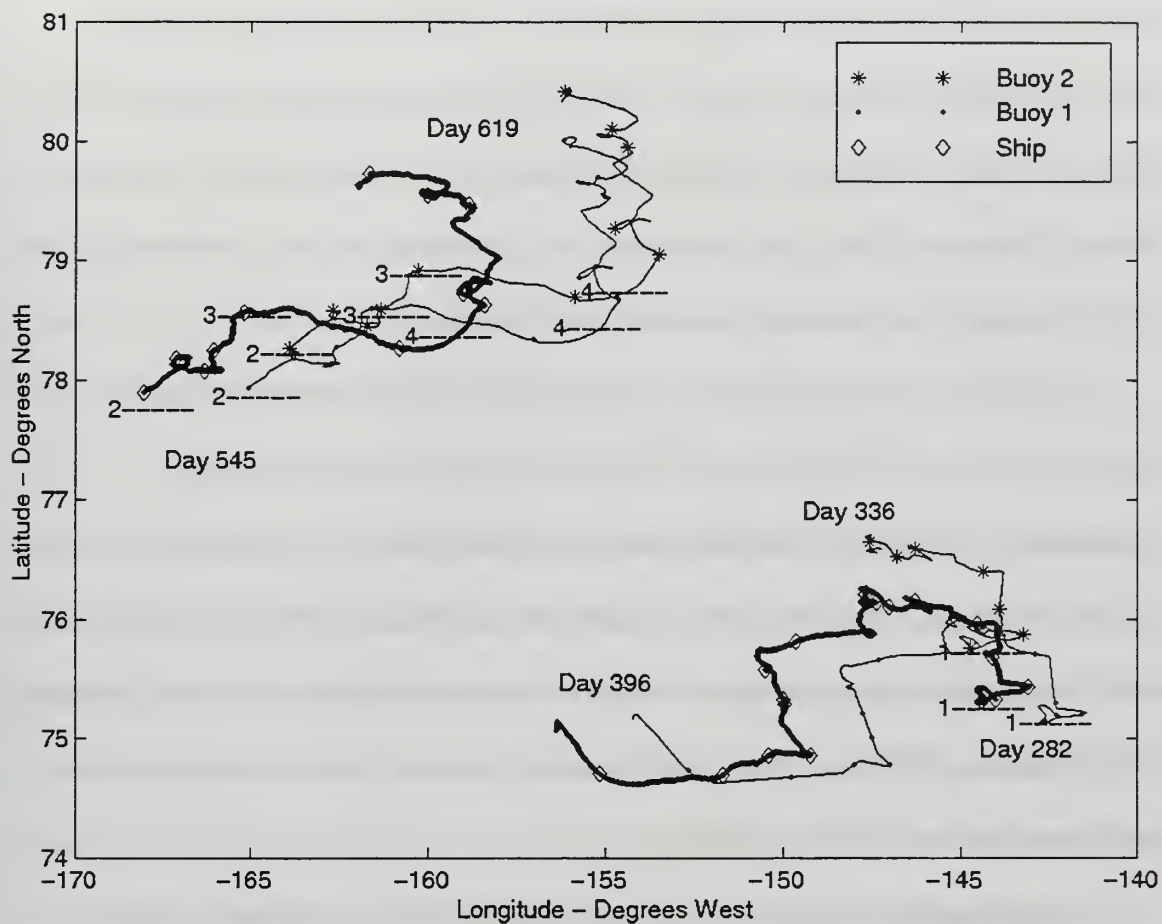 81
80
79
78
77
76
75
74
Latitude – Degrees North
Buoy 2
Buoy 1
Ship
Day 619
3
4
3
3
4
4
2
2
2
Day 545
Day 336
1
1
1
Day 396
Day 282
−170
−165
−160
−155
−150
−145
−140
Longitude – Degrees West